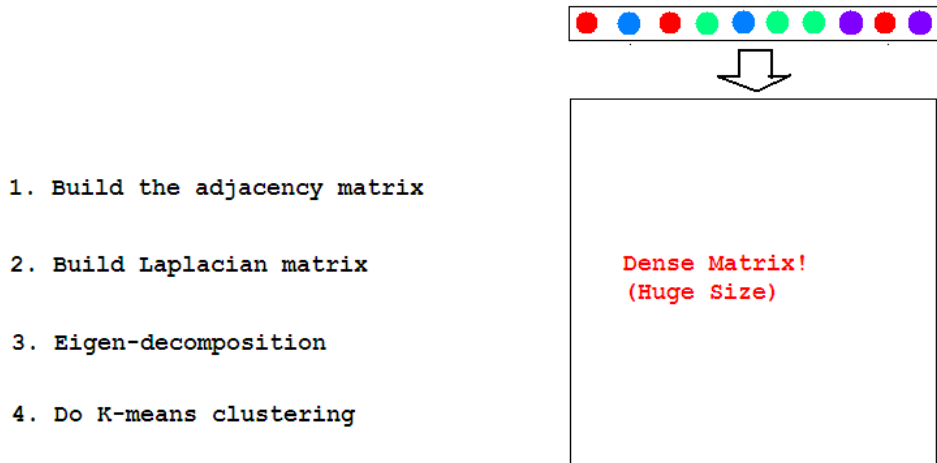 1. Build the adjacency matrix
2. Build Laplacian matrix
3. Eigen-decomposition
4. Do K-means clustering
Dense Matrix!
(Huge Size)